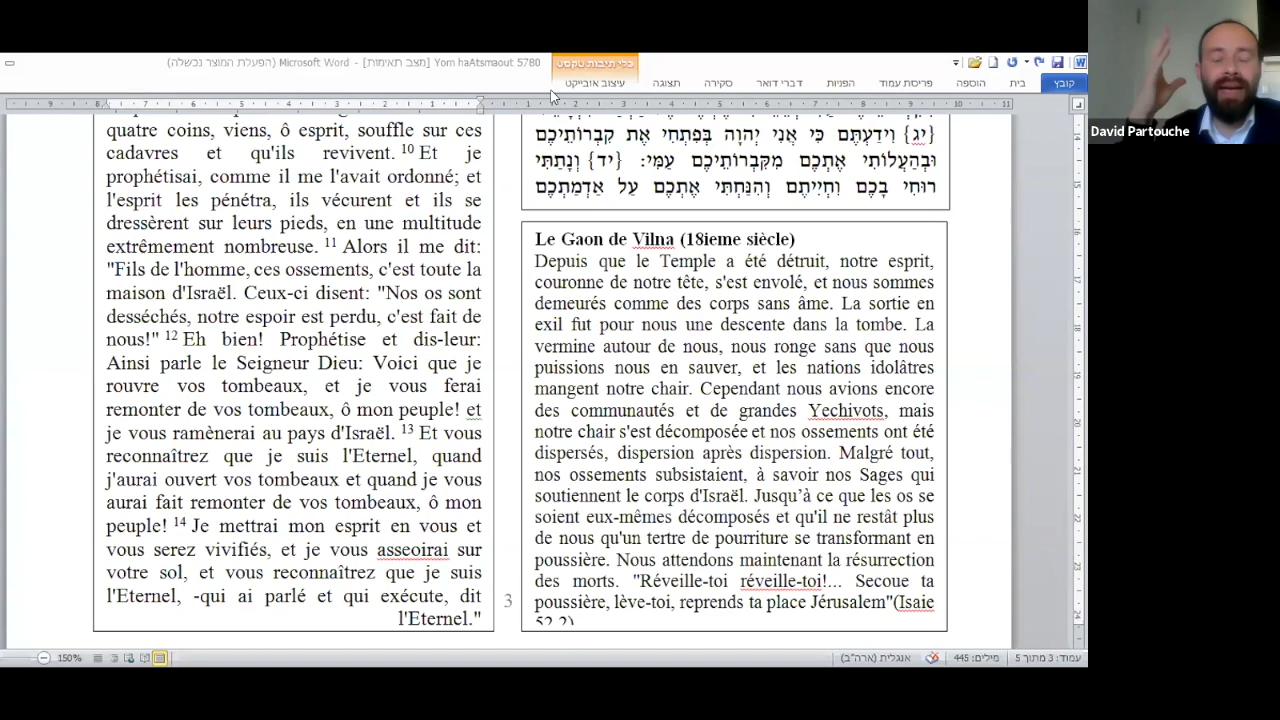 Yom haAtsmaout 5780 [מצב תאימות] - Microsoft Word (הפעלת המוצר נכשלה)
כלי תיבות טקסט
קובץ בית הוספה פריסת עמוד הפניות דברי דואר סקירה תצוגה עיצוב אובייקט
David Partouche
quatre coins, viens, ô esprit, souffle sur ces
cadavres et qu'ils revivent. 10 Et je
prophétisai, comme il me l'avait ordonné; et
l'esprit les pénétra, ils vécurent et ils se
dressèrent sur leurs pieds, en une multitude
extrêmement nombreuse. 11 Alors il me dit:
"Fils de l'homme, ces ossements, c'est toute la
maison d'Israël. Ceux-ci disent: "Nos os sont
desséchés, notre espoir est perdu, c'est fait de
nous!" 12 Eh bien! Prophétise et dis-leur:
Ainsi parle le Seigneur Dieu: Voici que je
rouvre vos tombeaux, et je vous ferai
remonter de vos tombeaux, ô mon peuple! et
je vous ramènerai au pays d'Israël. 13 Et vous
reconnaîtrez que je suis l'Eternel, quand
j'aurai ouvert vos tombeaux et quand je vous
aurai fait remonter de vos tombeaux, ô mon
peuple! 14 Je mettrai mon esprit en vous et
vous serez vivifiés, et je vous asseoirai sur
votre sol, et vous reconnaîtrez que je suis
l'Eternel, -qui ai parlé et qui exécute, dit
l'Eternel."
{יג} וִידַעְתֶּם כִּי אֲנִי יְהוָה בְּפִתְחִי אֶת קִבְרוֹתֵיכֶם
וּבְהַעֲלוֹתִי אֶתְכֶם מִקִּבְרוֹתֵיכֶם עַמִּי: {יד} וְנָתַתִּי
רוּחִי בָכֶם וִחְיִיתֶם וְהִנַּחְתִּי אֶתְכֶם עַל אַדְמַתְכֶם
Le Gaon de Vilna (18ieme siècle)
Depuis que le Temple a été détruit, notre esprit,
couronne de notre tête, s'est envolé, et nous sommes
demeurés comme des corps sans âme. La sortie en
exil fut pour nous une descente dans la tombe. La
vermine autour de nous, nous ronge sans que nous
puissions nous en sauver, et les nations idolâtres
mangent notre chair. Cependant nous avions encore
des communautés et de grandes Yechivots, mais
notre chair s'est décomposée et nos ossements ont été
dispersés, dispersion après dispersion. Malgré tout,
nos ossements subsistaient, à savoir nos Sages qui
soutiennent le corps d'Israël. Jusqu'à ce que les os se
soient eux-mêmes décomposés et qu'il ne restât plus
de nous qu'un tertre de pourriture se transformant en
poussière. Nous attendons maintenant la résurrection
des morts. "Réveille-toi réveille-toi!... Secoue ta
poussière, lève-toi, reprends ta place Jérusalem"(Isaie
52,2)
3
עמוד: 3 מתוך 5 מילים: 445 אנגלית (ארה"ב) 150%